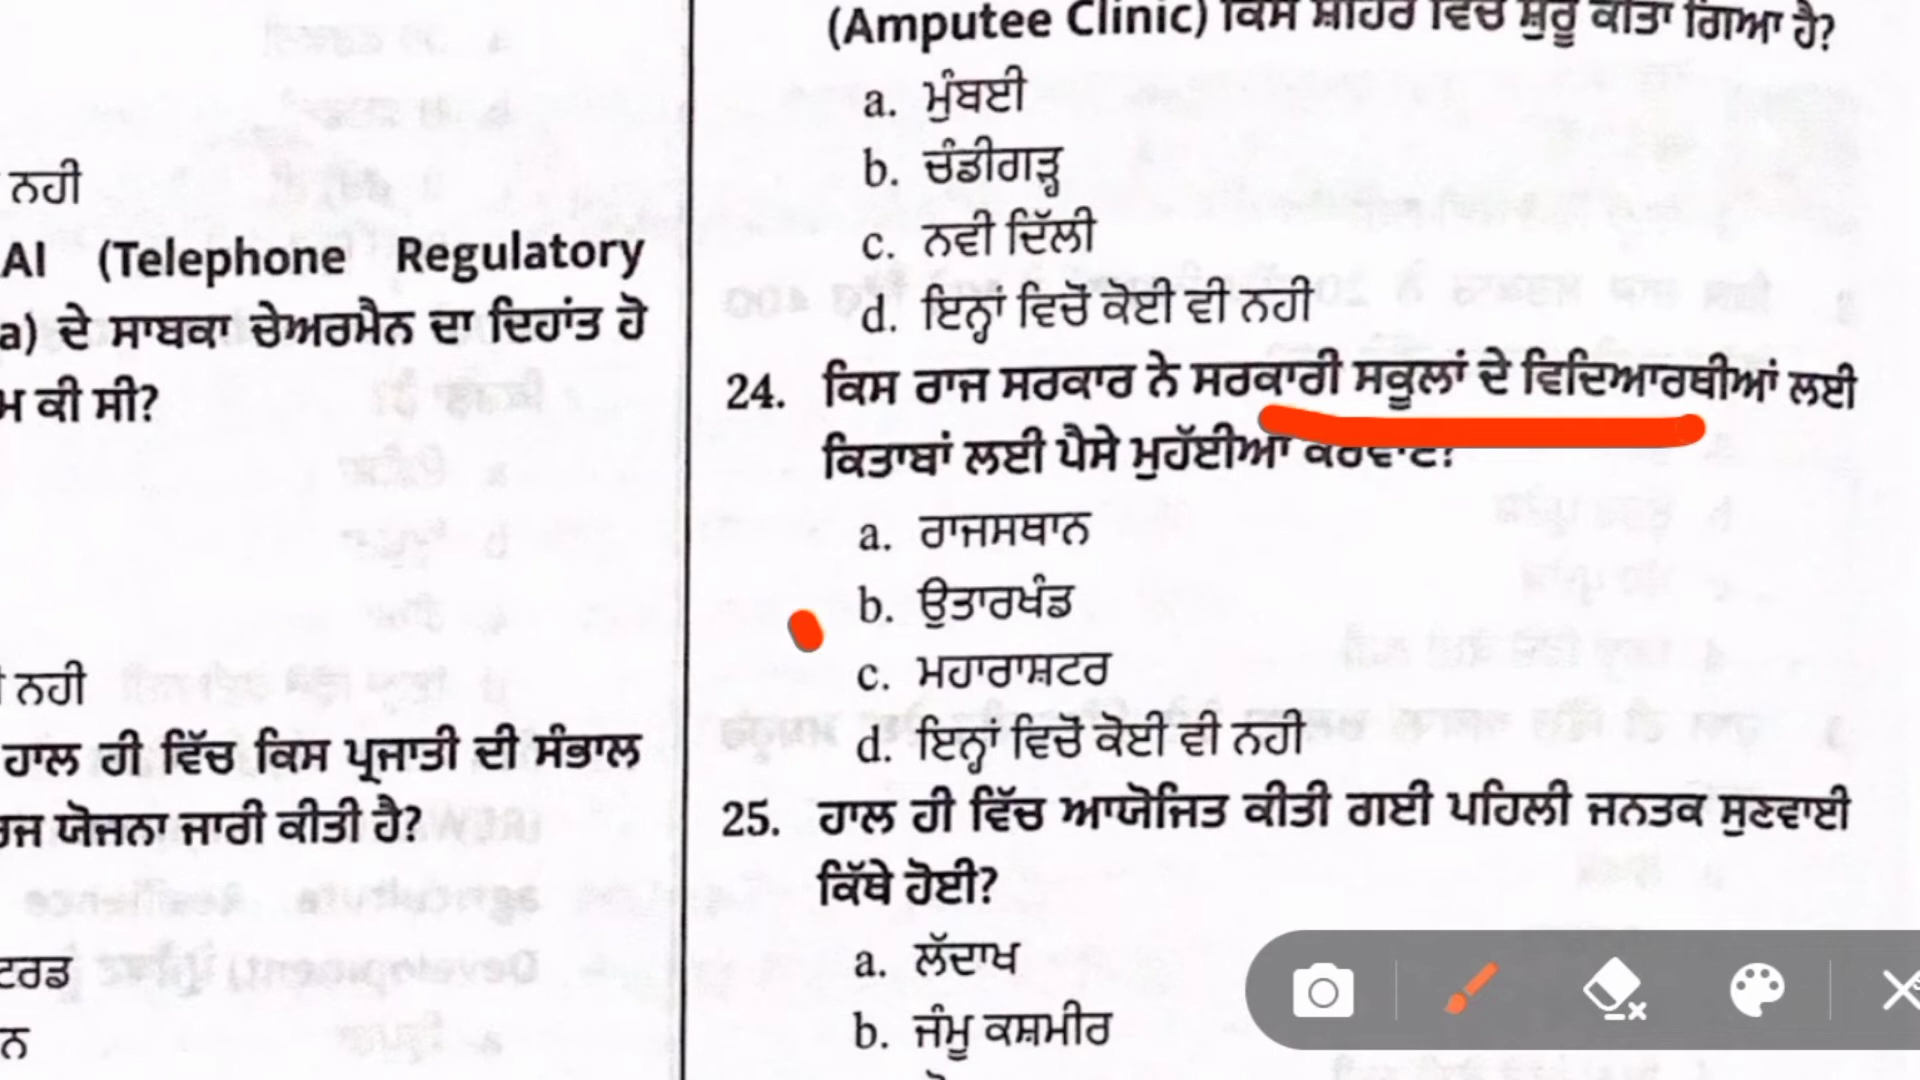 ਨਹੀ
AI (Telephone Regulatory
a) ਦੇ ਸਾਬਕਾ ਚੇਅਰਮੈਨ ਦਾ ਦਿਹਾਂਤ ਹੋ
ਕੀ ਸੀ?
ਨਹੀ
ਹਾਲ ਹੀ ਵਿੱਚ ਕਿਸ ਪ੍ਰਜਾਤੀ ਦੀ ਸੰਭਾਲ
ਯੋਜਨਾ ਜਾਰੀ ਕੀਤੀ ਹੈ?
(Amputee Clinic) ਕਿਸ ਸ਼ਹਿਰ ਵਿੱਚ ਸ਼ੁਰੂ ਕੀਤਾ ਗਿਆ ਹੈ?
a. ਮੁੰਬਈ
b. ਚੰਡੀਗੜ੍ਹ
c. ਨਵੀ ਦਿੱਲੀ
d. ਇਨ੍ਹਾਂ ਵਿਚੋਂ ਕੋਈ ਵੀ ਨਹੀ
24. ਕਿਸ ਰਾਜ ਸਰਕਾਰ ਨੇ ਸਰਕਾਰੀ ਸਕੂਲਾਂ ਦੇ ਵਿਦਿਆਰਥੀਆਂ ਲਈ
ਕਿਤਾਬਾਂ ਲਈ ਪੈਸੇ ਮੁਹੱਈਆ
a. ਰਾਜਸਥਾਨ
b. ਉਤਾਰਖੰਡ
c. ਮਹਾਰਾਸ਼ਟਰ
d. ਇਨ੍ਹਾਂ ਵਿਚੋਂ ਕੋਈ ਵੀ ਨਹੀ
25. ਹਾਲ ਹੀ ਵਿੱਚ ਆਯੋਜਿਤ ਕੀਤੀ ਗਈ ਪਹਿਲੀ ਜਨਤਕ ਸੁਣਵਾਈ
ਕਿੱਥੇ ਹੋਈ?
a. ਲੱਦਾਖ
b. ਜੰਮੂ ਕਸ਼ਮੀਰ